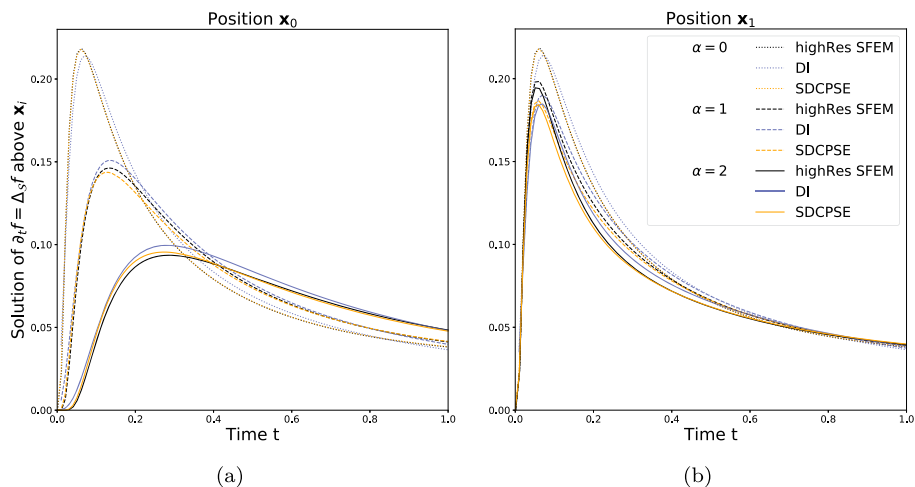 Position x₀
Position x₁
Solution of ∂ₜf = Δ_𝒮 f above xᵢ
0.20
0.15
0.10
0.05
0.00
0.0 0.2 0.4 0.6 0.8 1.0
Time t
0.20
0.15
0.10
0.05
0.00
0.0 0.2 0.4 0.6 0.8 1.0
Time t
α = 0 highRes SFEM
DI
SDCPSE
α = 1 highRes SFEM
DI
SDCPSE
α = 2 highRes SFEM
DI
SDCPSE
(a)
(b)